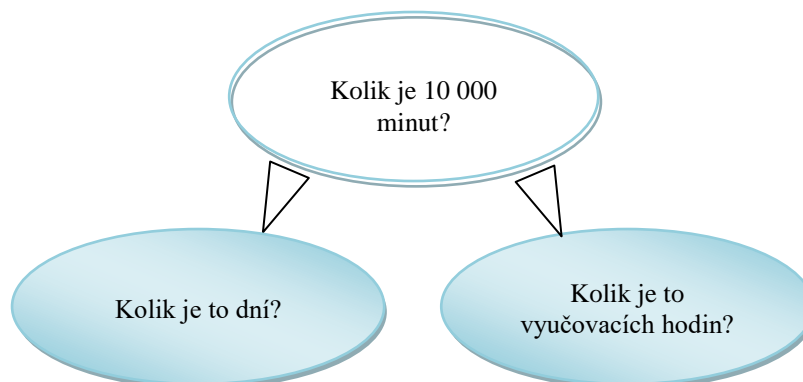 Kolik je 10 000
minut?
Kolik je to dní?
Kolik je to
vyučovacích hodin?